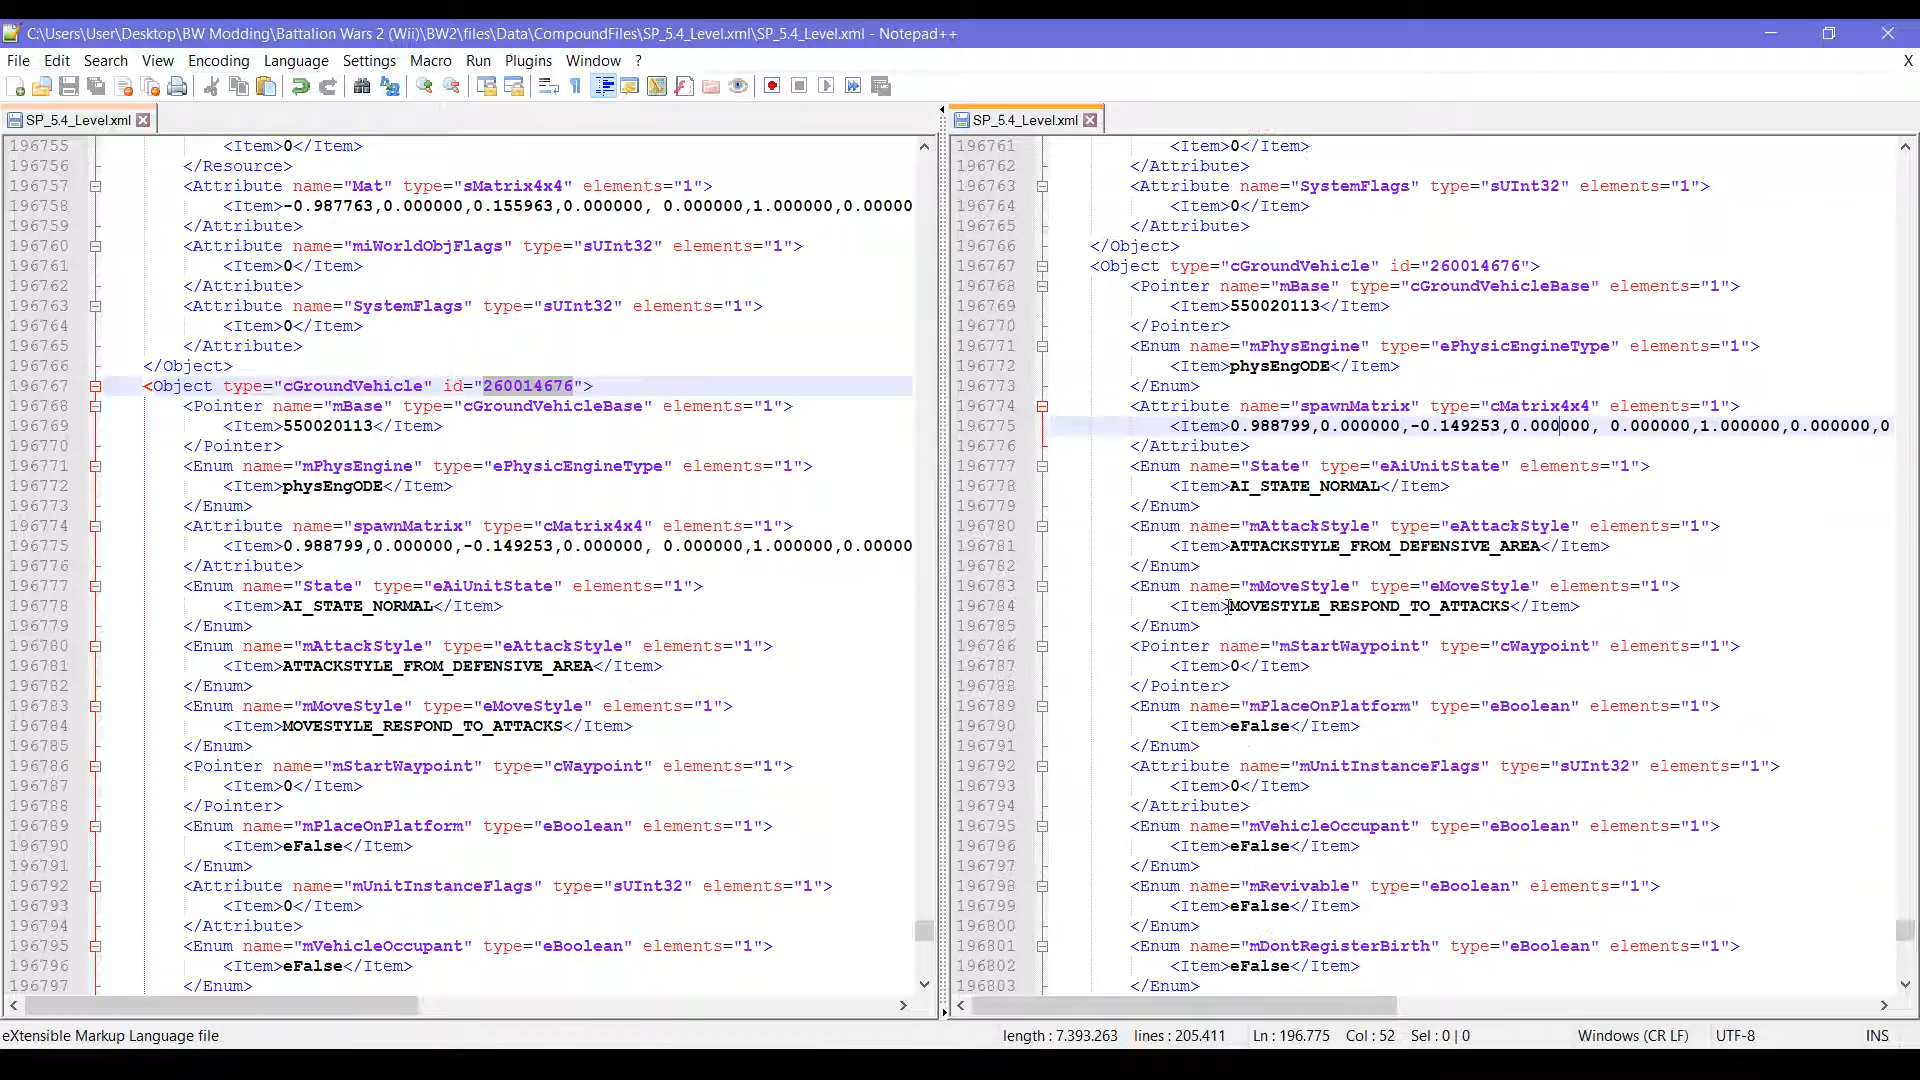 C:\Users\User\Desktop\BW Modding\Battalion Wars 2 (Wii)\BW2\files\Data\CompoundFiles\SP_5.4_Level.xml\SP_5.4_Level.xml - Notepad++
File Edit Search View Encoding Language Settings Macro Run Plugins Window ? X
SP_5.4_Level.xml
196755 <Item>0</Item>
196756 </Resource>
196757 <Attribute name="Mat" type="sMatrix4x4" elements="1">
196758 <Item>-0.987763,0.000000,0.155963,0.000000, 0.000000,1.000000,0.00000
196759 </Attribute>
196760 <Attribute name="miWorldObjFlags" type="sUInt32" elements="1">
196761 <Item>0</Item>
196762 </Attribute>
196763 <Attribute name="SystemFlags" type="sUInt32" elements="1">
196764 <Item>0</Item>
196765 </Attribute>
196766 </Object>
196767 <Object type="cGroundVehicle" id="260014676">
196768 <Pointer name="mBase" type="cGroundVehicleBase" elements="1">
196769 <Item>550020113</Item>
196770 </Pointer>
196771 <Enum name="mPhysEngine" type="ePhysicEngineType" elements="1">
196772 <Item>physEngODE</Item>
196773 </Enum>
196774 <Attribute name="spawnMatrix" type="cMatrix4x4" elements="1">
196775 <Item>0.988799,0.000000,-0.149253,0.000000, 0.000000,1.000000,0.00000
196776 </Attribute>
196777 <Enum name="State" type="eAiUnitState" elements="1">
196778 <Item>AI_STATE_NORMAL</Item>
196779 </Enum>
196780 <Enum name="mAttackStyle" type="eAttackStyle" elements="1">
196781 <Item>ATTACKSTYLE_FROM_DEFENSIVE_AREA</Item>
196782 </Enum>
196783 <Enum name="mMoveStyle" type="eMoveStyle" elements="1">
196784 <Item>MOVESTYLE_RESPOND_TO_ATTACKS</Item>
196785 </Enum>
196786 <Pointer name="mStartWaypoint" type="cWaypoint" elements="1">
196787 <Item>0</Item>
196788 </Pointer>
196789 <Enum name="mPlaceOnPlatform" type="eBoolean" elements="1">
196790 <Item>eFalse</Item>
196791 </Enum>
196792 <Attribute name="mUnitInstanceFlags" type="sUInt32" elements="1">
196793 <Item>0</Item>
196794 </Attribute>
196795 <Enum name="mVehicleOccupant" type="eBoolean" elements="1">
196796 <Item>eFalse</Item>
196797 </Enum>
SP_5.4_Level.xml
196761 <Item>0</Item>
196762 </Attribute>
196763 <Attribute name="SystemFlags" type="sUInt32" elements="1">
196764 <Item>0</Item>
196765 </Attribute>
196766 </Object>
196767 <Object type="cGroundVehicle" id="260014676">
196768 <Pointer name="mBase" type="cGroundVehicleBase" elements="1">
196769 <Item>550020113</Item>
196770 </Pointer>
196771 <Enum name="mPhysEngine" type="ePhysicEngineType" elements="1">
196772 <Item>physEngODE</Item>
196773 </Enum>
196774 <Attribute name="spawnMatrix" type="cMatrix4x4" elements="1">
196775 <Item>0.988799,0.000000,-0.149253,0.000000, 0.000000,1.000000,0.000000,0
196776 </Attribute>
196777 <Enum name="State" type="eAiUnitState" elements="1">
196778 <Item>AI_STATE_NORMAL</Item>
196779 </Enum>
196780 <Enum name="mAttackStyle" type="eAttackStyle" elements="1">
196781 <Item>ATTACKSTYLE_FROM_DEFENSIVE_AREA</Item>
196782 </Enum>
196783 <Enum name="mMoveStyle" type="eMoveStyle" elements="1">
196784 <Item>MOVESTYLE_RESPOND_TO_ATTACKS</Item>
196785 </Enum>
196786 <Pointer name="mStartWaypoint" type="cWaypoint" elements="1">
196787 <Item>0</Item>
196788 </Pointer>
196789 <Enum name="mPlaceOnPlatform" type="eBoolean" elements="1">
196790 <Item>eFalse</Item>
196791 </Enum>
196792 <Attribute name="mUnitInstanceFlags" type="sUInt32" elements="1">
196793 <Item>0</Item>
196794 </Attribute>
196795 <Enum name="mVehicleOccupant" type="eBoolean" elements="1">
196796 <Item>eFalse</Item>
196797 </Enum>
196798 <Enum name="mRevivable" type="eBoolean" elements="1">
196799 <Item>eFalse</Item>
196800 </Enum>
196801 <Enum name="mDontRegisterBirth" type="eBoolean" elements="1">
196802 <Item>eFalse</Item>
196803 </Enum>
eXtensible Markup Language file length : 7.393.263 lines : 205.411 Ln : 196.775 Col : 52 Sel : 0 | 0 Windows (CR LF) UTF-8 INS